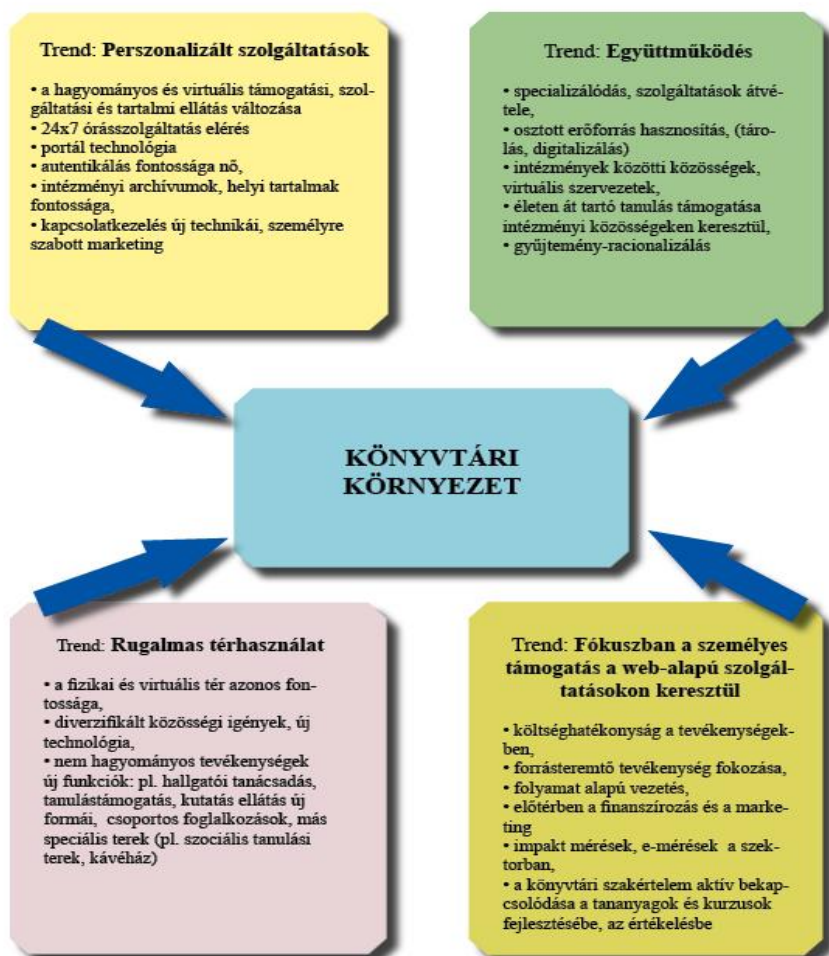 Trend: Perszonalizált szolgáltatások
• a hagyományos és virtuális támogatási, szol-
gáltatási és tartalmi ellátás változása
• 24x7 órásszolgáltatás elérés
• portál technológia
• autentikálás fontossága nő,
• intézményi archívumok, helyi tartalmak
fontossága,
• kapcsolatkezelés új technikái, személyre
szabott marketing
Trend: Együttműködés
• specializálódás, szolgáltatások átvé-
tele,
• osztott erőforrás hasznosítás, (táro-
lás, digitalizálás)
• intézmények közötti közösségek,
virtuális szervezetek,
• életen át tartó tanulás támogatása
intézményi közösségeken keresztül,
• gyűjtemény-racionalizálás
KÖNYVTÁRI
KÖRNYEZET
Trend: Rugalmas térhasználat
• a fizikai és virtuális tér azonos fon-
tossága,
• diverzifikált közösségi igények, új
technológia,
• nem hagyományos tevékenységek
új funkciók: pl. hallgatói tanácsadás,
tanulástámogatás, kutatás ellátás új
formái, csoportos foglalkozások, más
speciális terek (pl. szociális tanulási
terek, kávéház)
Trend: Fókuszban a személyes
támogatás a web-alapú szolgál-
tatásokon keresztül
• költséghatékonyság a tevékenységek-
ben,
• forrásteremtő tevékenység fokozása,
• folyamat alapú vezetés,
• előtérben a finanszírozás és a marke-
ting
• impakt mérések, e-mérések a szek-
torban,
• a könyvtári szakértelem aktív bekap-
csolódása a tananyagok és kurzusok
fejlesztésébe, az értékelésbe